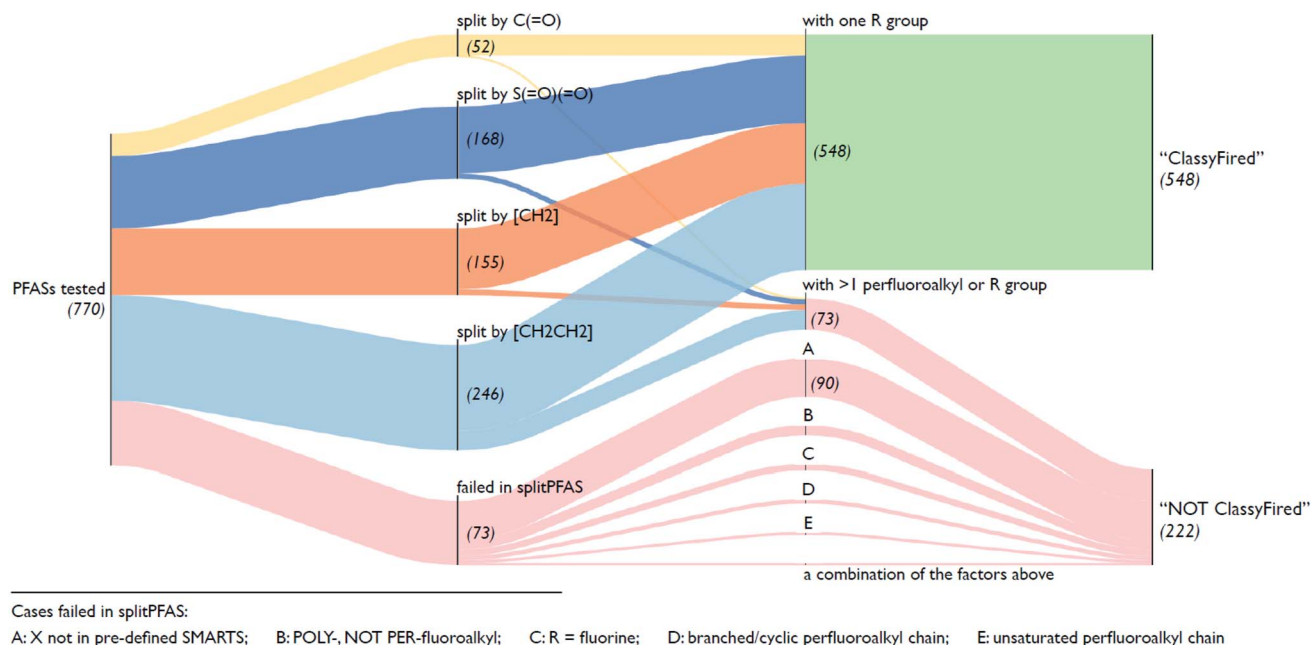 split by C(=O)
(52)
split by S(=O)(=O)
(168)
split by [CH2]
(155)
split by [CH2CH2]
(246)
failed in splitPFAS
(73)
PFASs tested
(770)
with one R group
(548)
with >1 perfluoroalkyl or R group
(73)
A
(90)
B
C
D
E
a combination of the factors above
"ClassyFired"
(548)
"NOT ClassyFired"
(222)
Cases failed in splitPFAS:
A: X not in pre-defined SMARTS; B: POLY-, NOT PER-fluoroalkyl; C: R = fluorine; D: branched/cyclic perfluoroalkyl chain; E: unsaturated perfluoroalkyl chain